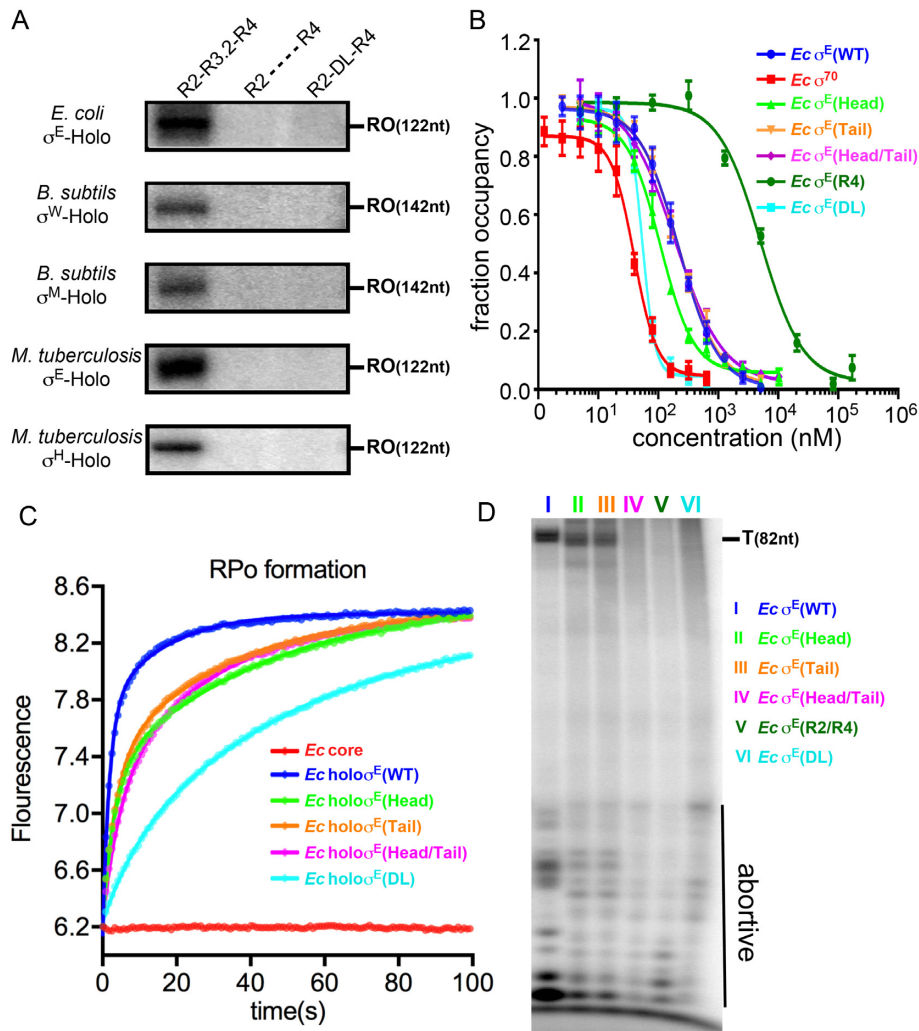 A
R2-R3.2-R4
R2-----R4
R2-DL-R4
E. coli
σE-Holo
RO(122nt)
B. subtils
σW-Holo
RO(142nt)
B. subtils
σM-Holo
RO(142nt)
M. tuberculosis
σE-Holo
RO(122nt)
M. tuberculosis
σH-Holo
RO(122nt)
B
fraction occupancy
1.2
1.0
0.8
0.6
0.4
0.2
0.0
0
10^1
10^2
10^3
10^4
10^5
10^6
concentration (nM)
Ec σE(WT)
Ec σ70
Ec σE(Head)
Ec σE(Tail)
Ec σE(Head/Tail)
Ec σE(R4)
Ec σE(DL)
C
RPo formation
Flourescence
8.6
8.2
7.8
7.4
7.0
6.6
6.2
0
20
40
60
80
100
time(s)
Ec core
Ec holoσE(WT)
Ec holoσE(Head)
Ec holoσE(Tail)
Ec holoσE(Head/Tail)
Ec holoσE(DL)
D
I II III IV V VI
T(82nt)
I Ec σE(WT)
II Ec σE(Head)
III Ec σE(Tail)
IV Ec σE(Head/Tail)
V Ec σE(R2/R4)
VI Ec σE(DL)
abortive